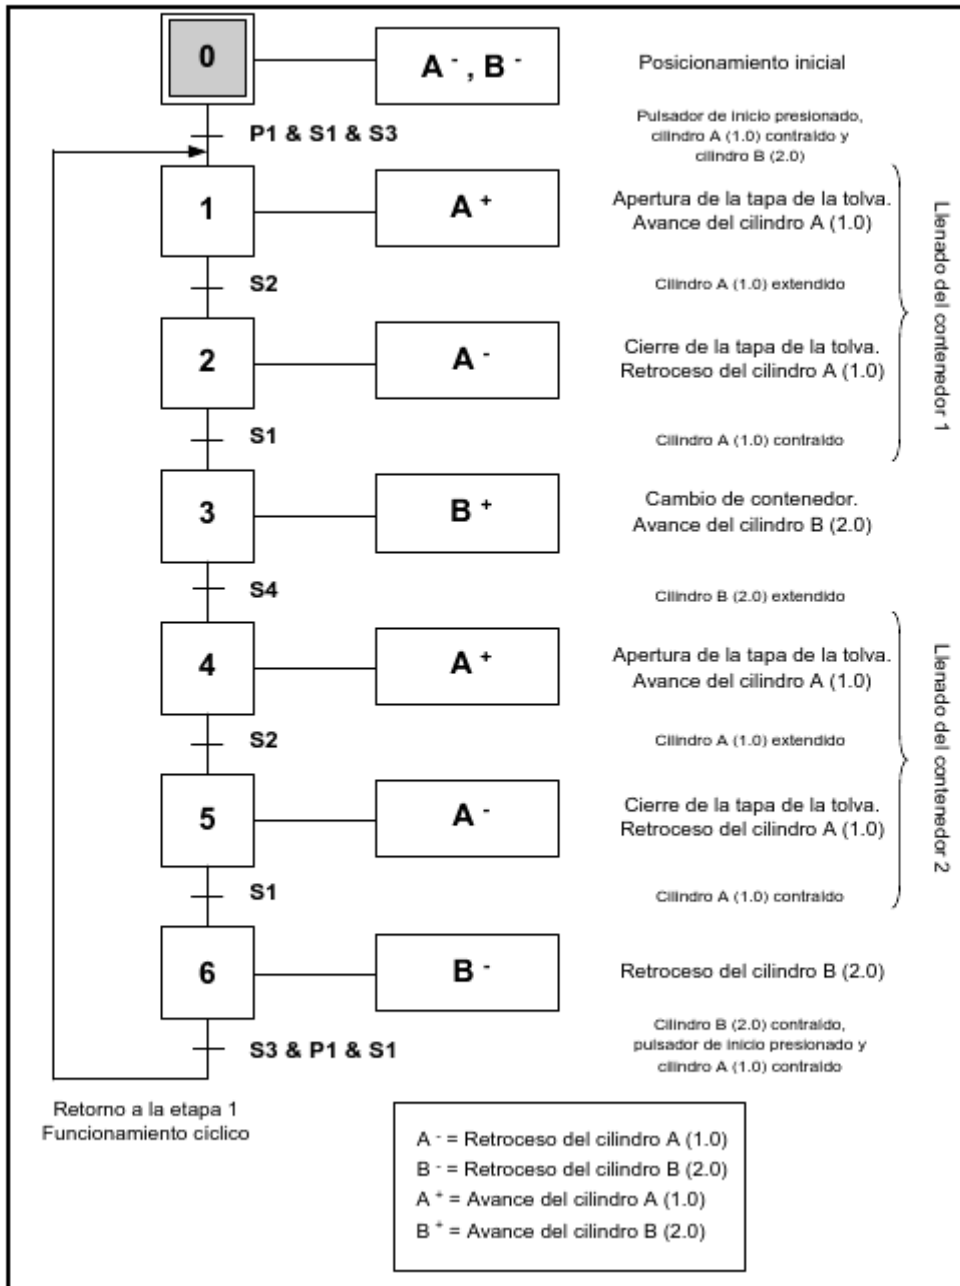 0
A - , B -
Posicionamiento inicial
P1 & S1 & S3
Pulsador de inicio presionado,
cilindro A (1.0) contraído y
cilindro B (2.0)
1
A +
Apertura de la tapa de la tolva.
Avance del cilindro A (1.0)
S2
Cilindro A (1.0) extendido
2
A -
Cierre de la tapa de la tolva.
Retroceso del cilindro A (1.0)
S1
Cilindro A (1.0) contraído
Llenado del contenedor 1
3
B +
Cambio de contenedor.
Avance del cilindro B (2.0)
S4
Cilindro B (2.0) extendido
4
A +
Apertura de la tapa de la tolva.
Avance del cilindro A (1.0)
S2
Cilindro A (1.0) extendido
5
A -
Cierre de la tapa de la tolva.
Retroceso del cilindro A (1.0)
S1
Cilindro A (1.0) contraído
Llenado del contenedor 2
6
B -
Retroceso del cilindro B (2.0)
S3 & P1 & S1
Cilindro B (2.0) contraído,
pulsador de inicio presionado y
cilindro A (1.0) contraído
Retorno a la etapa 1
Funcionamiento cíclico
A - = Retroceso del cilindro A (1.0)
B - = Retroceso del cilindro B (2.0)
A + = Avance del cilindro A (1.0)
B + = Avance del cilindro B (2.0)